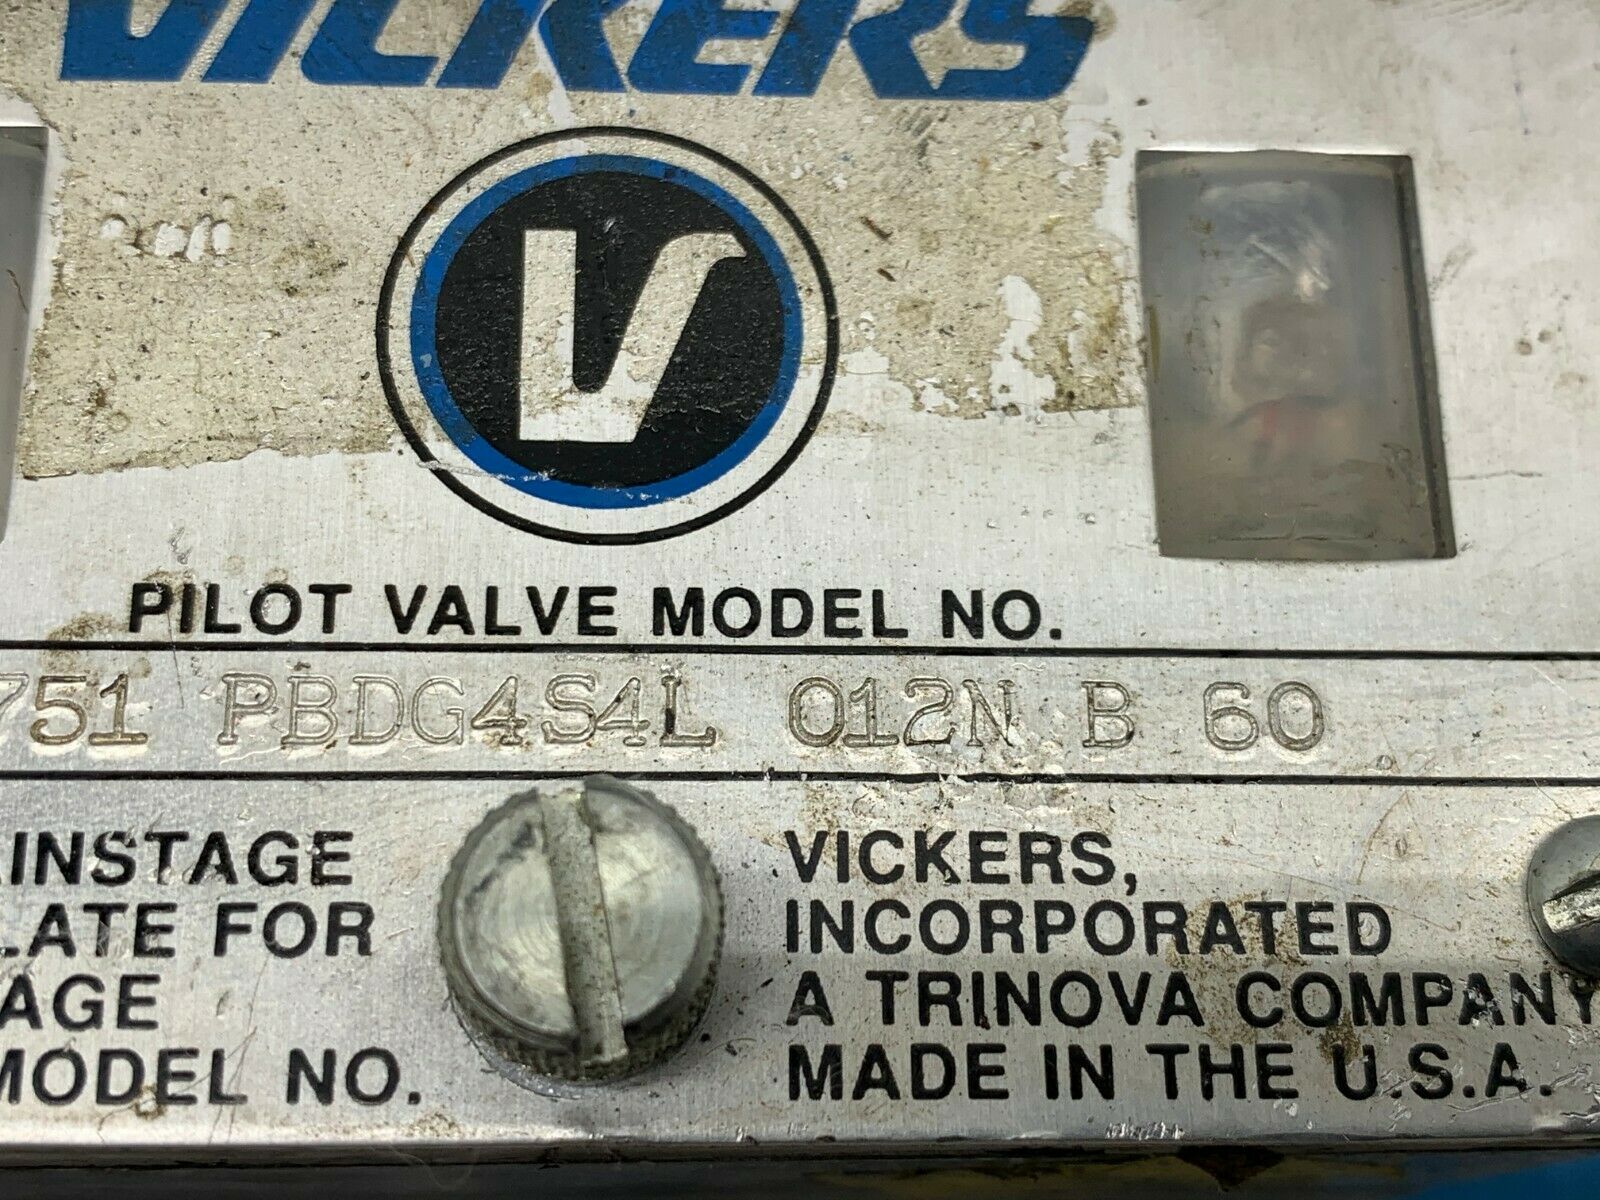 VICKERS
V
PILOT VALVE MODEL NO.
751 PBDG4S4L 012N B 60
AINSTAGE
LATE FOR
AGE
MODEL NO.
VICKERS,
INCORPORATED
A TRINOVA COMPANY
MADE IN THE U.S.A.